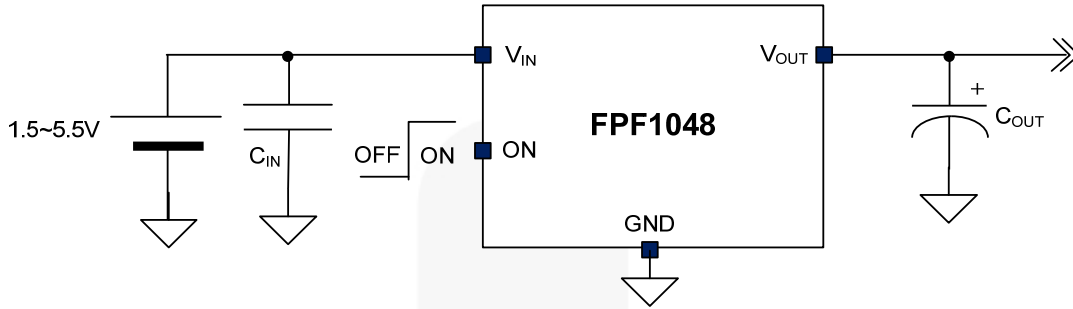 V_IN
V_OUT
+
1.5~5.5V
C_IN
OFF
ON
ON
FPF1048
C_OUT
GND